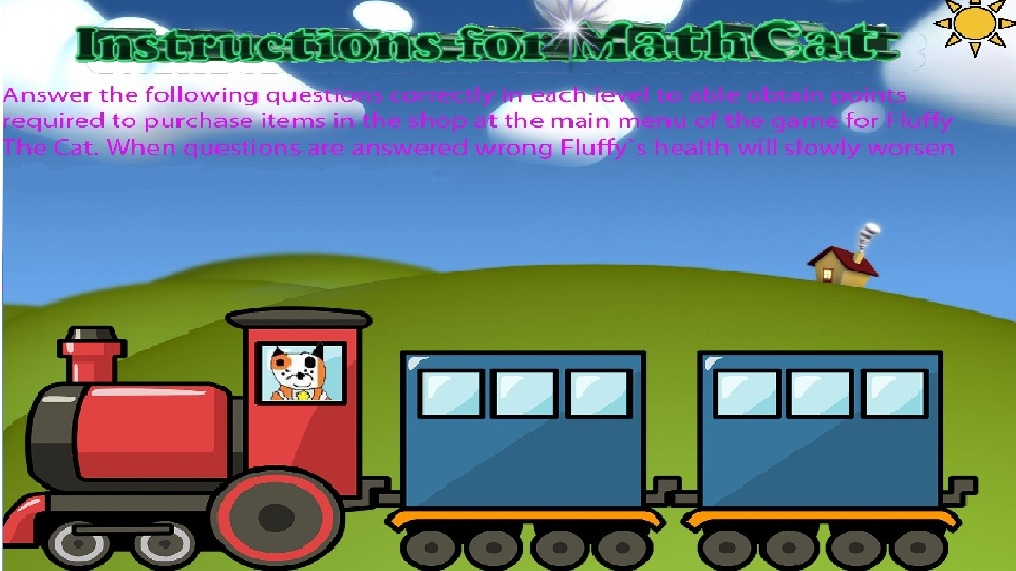 Instructions for MathCat:
Answer the following questions correctly in each level to able obtain points
required to purchase items in the shop at the main menu of the game for Fluffy
The Cat. When questions are answered wrong Fluffy`s health will slowly worsen